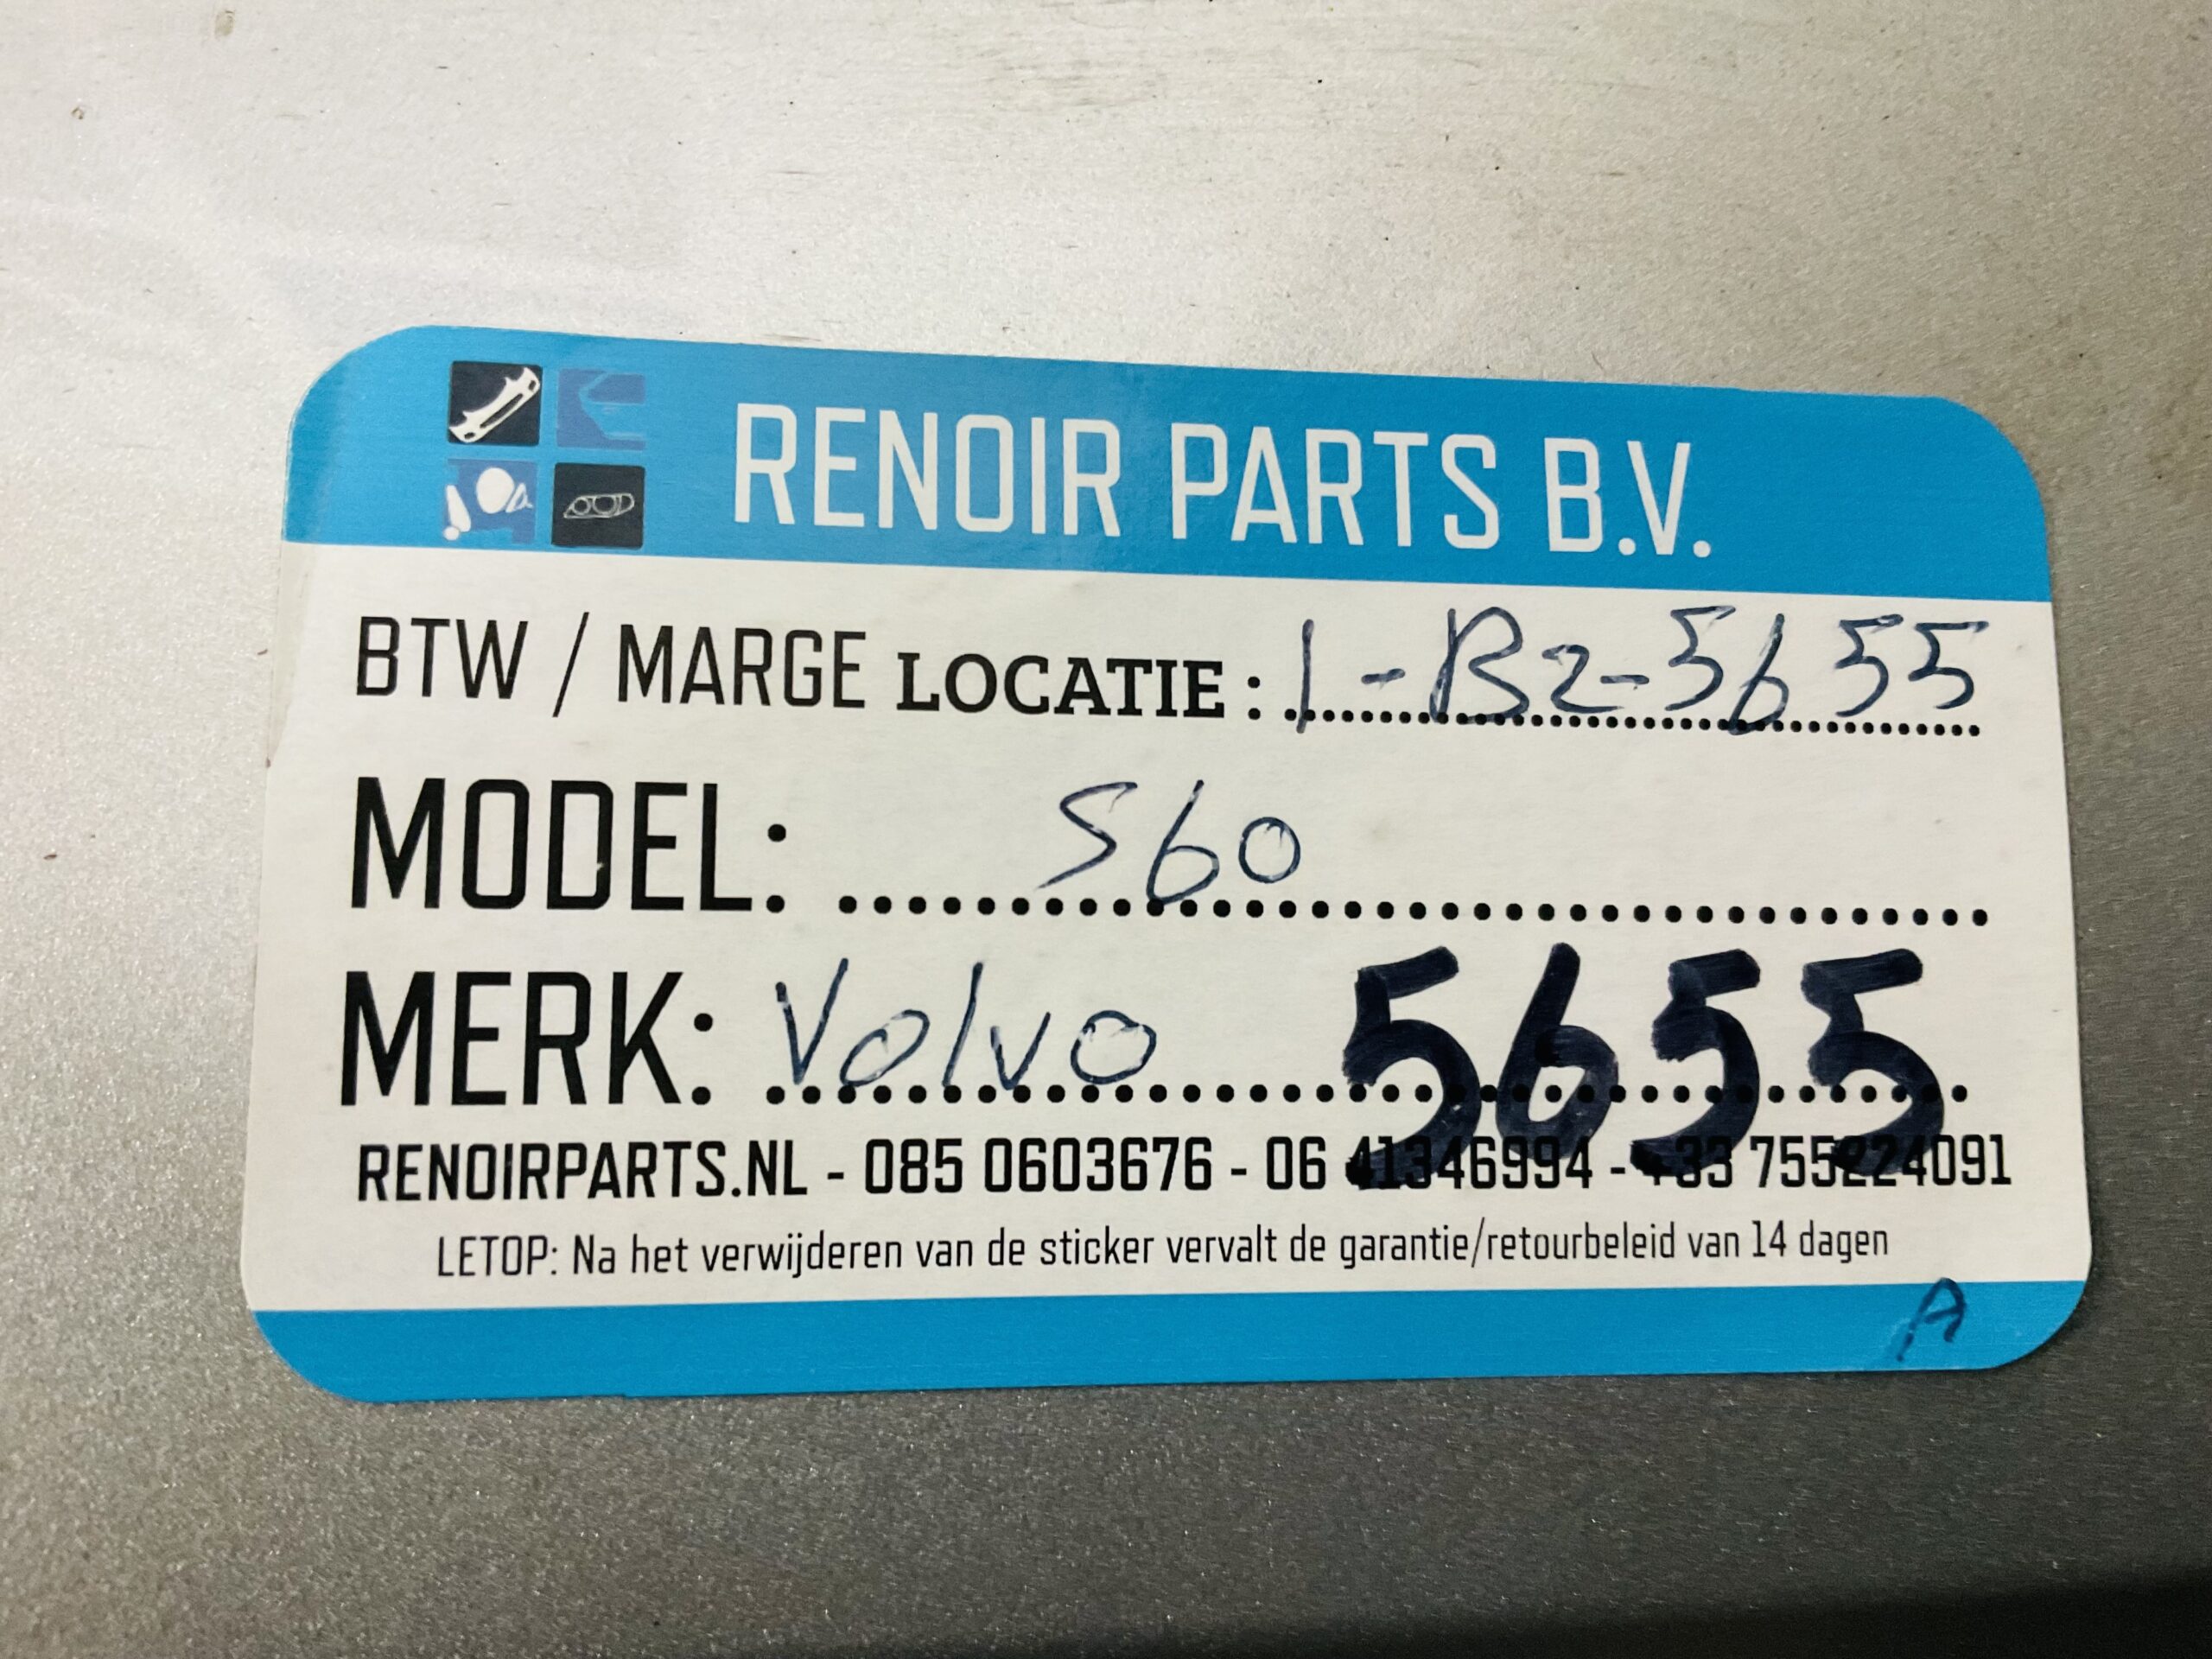 RENOIR PARTS B.V.
BTW / MARGE LOCATIE : 1-B2-5655
MODEL: S60
MERK: Volvo 5655
RENOIRPARTS.NL - 085 0603676 - 06 41346994 - +33 755224091
LETOP: Na het verwijderen van de sticker vervalt de garantie/retourbeleid van 14 dagen
A